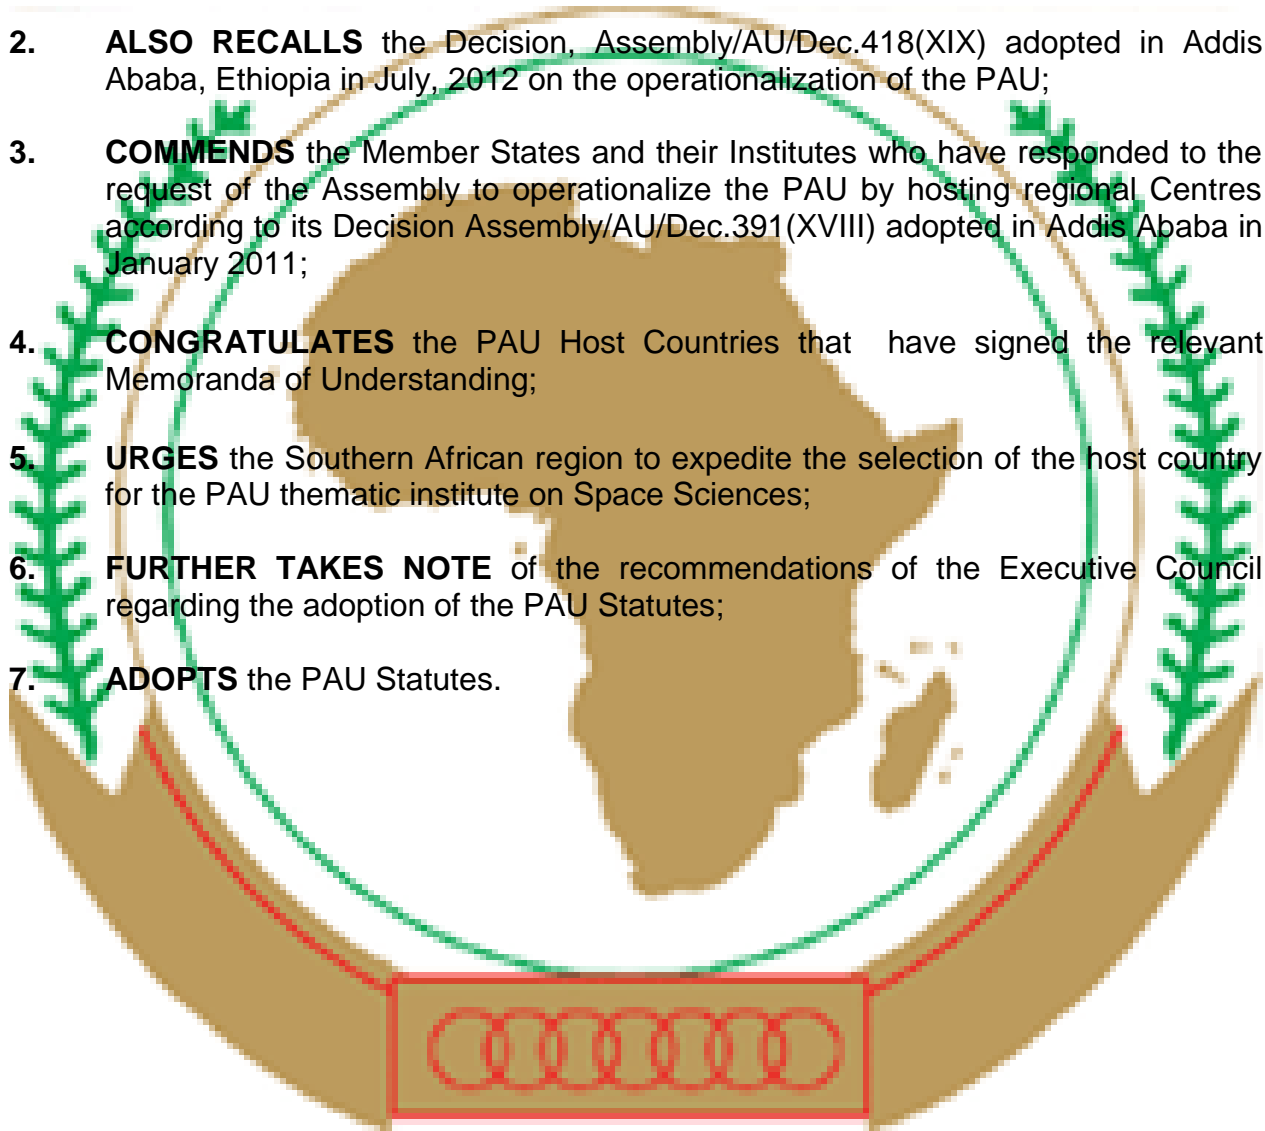 2. ALSO RECALLS the Decision, Assembly/AU/Dec.418(XIX) adopted in Addis
Ababa, Ethiopia in July, 2012 on the operationalization of the PAU;
3. COMMENDS the Member States and their Institutes who have responded to the
request of the Assembly to operationalize the PAU by hosting regional Centres
according to its Decision Assembly/AU/Dec.391(XVIII) adopted in Addis Ababa in
January 2011;
4. CONGRATULATES the PAU Host Countries that have signed the relevant
Memoranda of Understanding;
5. URGES the Southern African region to expedite the selection of the host country
for the PAU thematic institute on Space Sciences;
6. FURTHER TAKES NOTE of the recommendations of the Executive Council
regarding the adoption of the PAU Statutes;
7. ADOPTS the PAU Statutes.